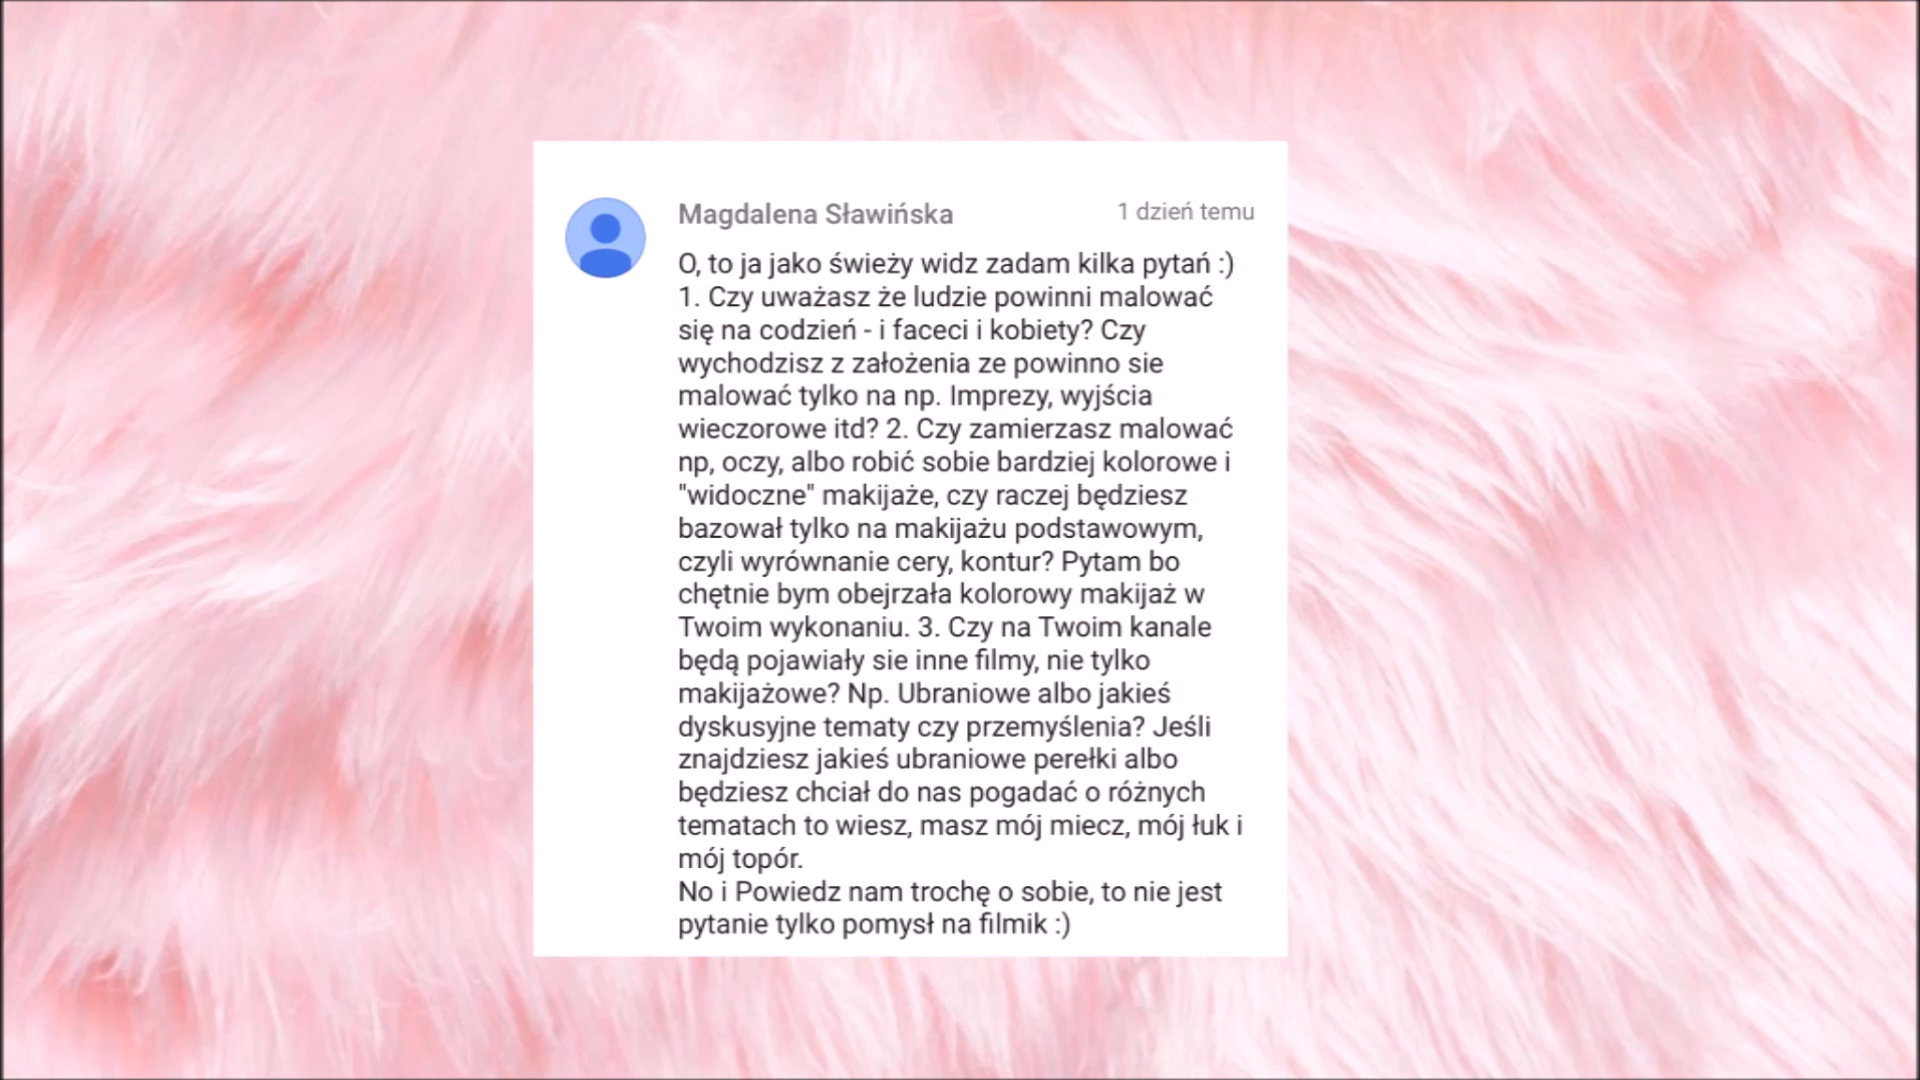 Magdalena Sławińska
1 dzień temu
O, to ja jako świeży widz zadam kilka pytań :)
1. Czy uważasz że ludzie powinni malować
się na codzień - i faceci i kobiety? Czy
wychodzisz z założenia ze powinno sie
malować tylko na np. Imprezy, wyjścia
wieczorowe itd? 2. Czy zamierzasz malować
np, oczy, albo robić sobie bardziej kolorowe i
"widoczne" makijaże, czy raczej będziesz
bazował tylko na makijażu podstawowym,
czyli wyrównanie cery, kontur? Pytam bo
chętnie bym obejrzała kolorowy makijaż w
Twoim wykonaniu. 3. Czy na Twoim kanale
będą pojawiały sie inne filmy, nie tylko
makijażowe? Np. Ubraniowe albo jakieś
dyskusyjne tematy czy przemyślenia? Jeśli
znajdziesz jakieś ubraniowe perełki albo
będziesz chciał do nas pogadać o różnych
tematach to wiesz, masz mój miecz, mój łuk i
mój topór.
No i Powiedz nam trochę o sobie, to nie jest
pytanie tylko pomysł na filmik :)